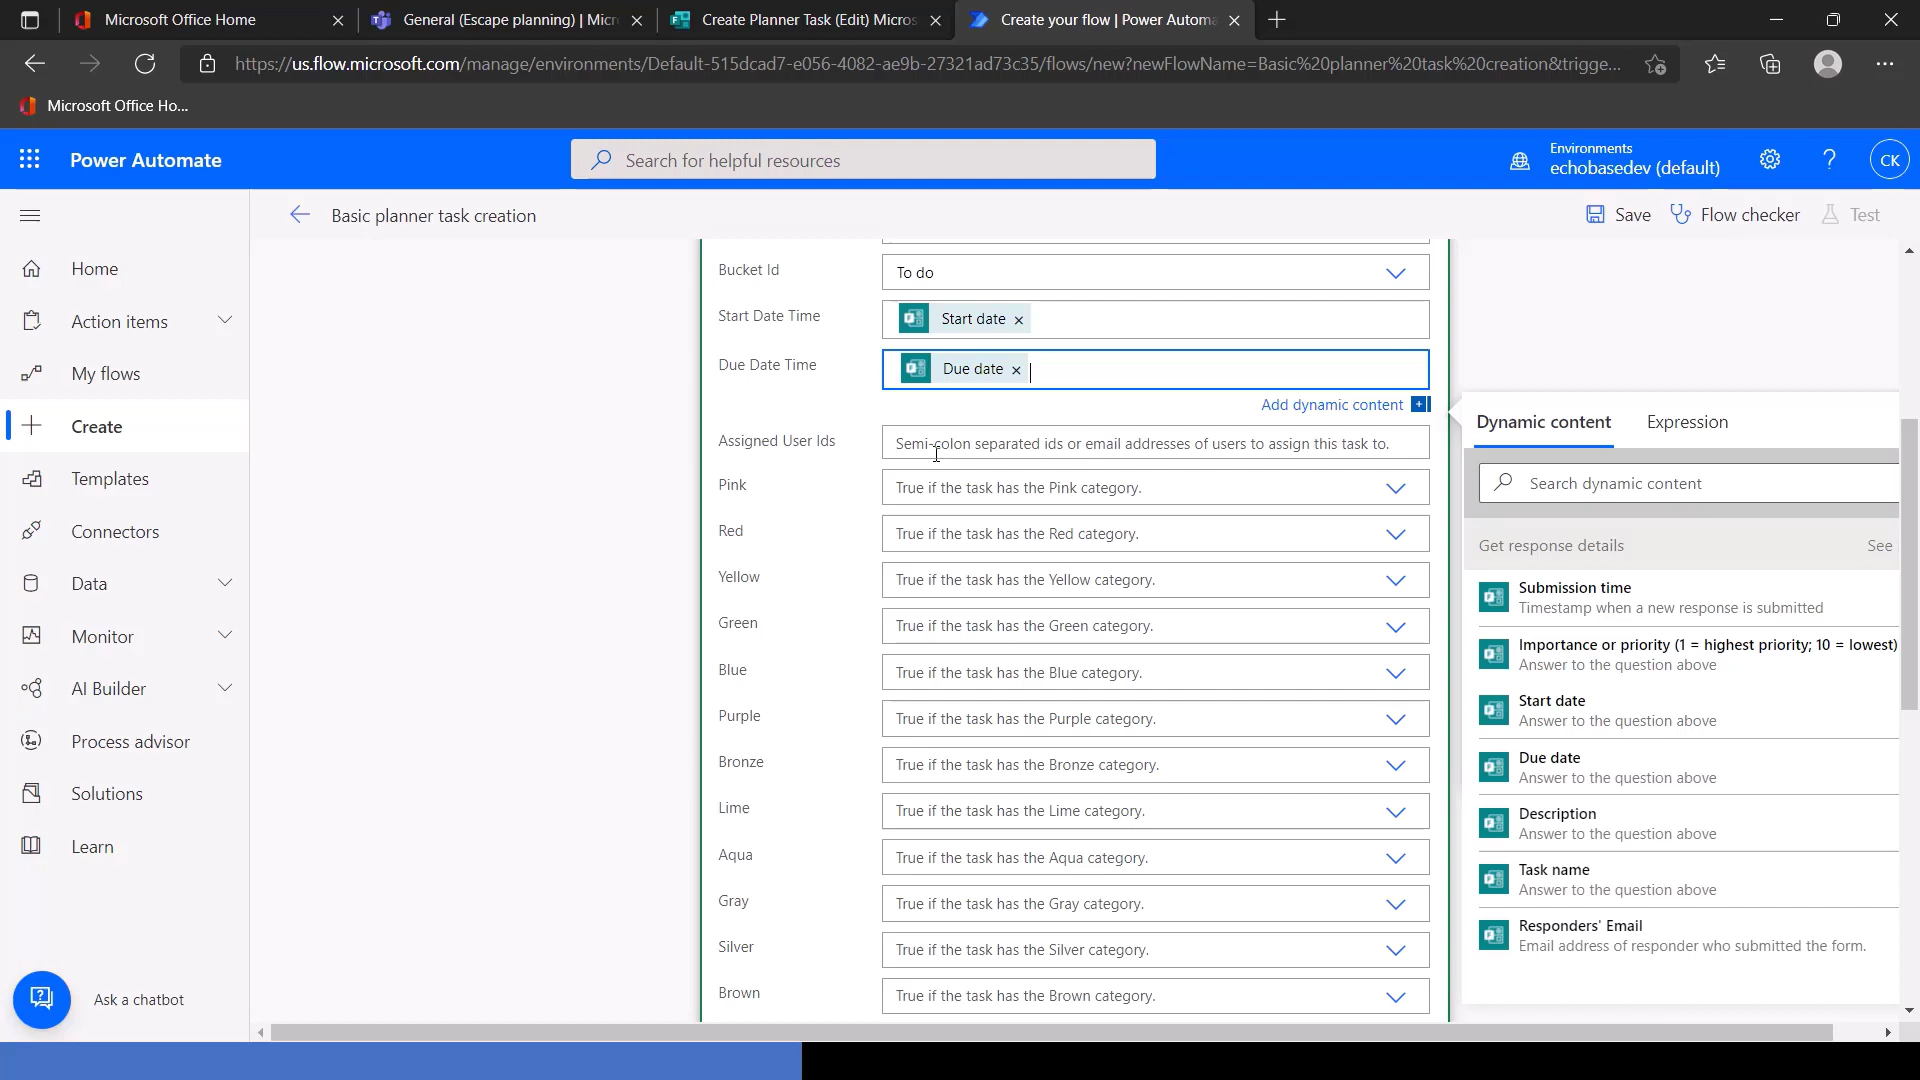 Microsoft Office Home
General (Escape planning) | Micr
Create Planner Task (Edit) Micros
Create your flow | Power Automa
https://us.flow.microsoft.com/manage/environments/Default-515dcad7-e056-4082-ae9b-27321ad73c35/flows/new?newFlowName=Basic%20planner%20task%20creation&trigge...
Microsoft Office Ho...
Power Automate
Search for helpful resources
Environments
echobasedev (default)
?
CK
Basic planner task creation
Save
Flow checker
Test
Home
Action items
My flows
Create
Templates
Connectors
Data
Monitor
AI Builder
Process advisor
Solutions
Learn
Ask a chatbot
Bucket Id
To do
Start Date Time
Start date
Due Date Time
Due date
Add dynamic content
Assigned User Ids
Semi-colon separated ids or email addresses of users to assign this task to.
Pink
True if the task has the Pink category.
Red
True if the task has the Red category.
Yellow
True if the task has the Yellow category.
Green
True if the task has the Green category.
Blue
True if the task has the Blue category.
Purple
True if the task has the Purple category.
Bronze
True if the task has the Bronze category.
Lime
True if the task has the Lime category.
Aqua
True if the task has the Aqua category.
Gray
True if the task has the Gray category.
Silver
True if the task has the Silver category.
Brown
True if the task has the Brown category.
Dynamic content
Expression
Search dynamic content
Get response details
See
Submission time
Timestamp when a new response is submitted
Importance or priority (1 = highest priority; 10 = lowest)
Answer to the question above
Start date
Answer to the question above
Due date
Answer to the question above
Description
Answer to the question above
Task name
Answer to the question above
Responders' Email
Email address of responder who submitted the form.